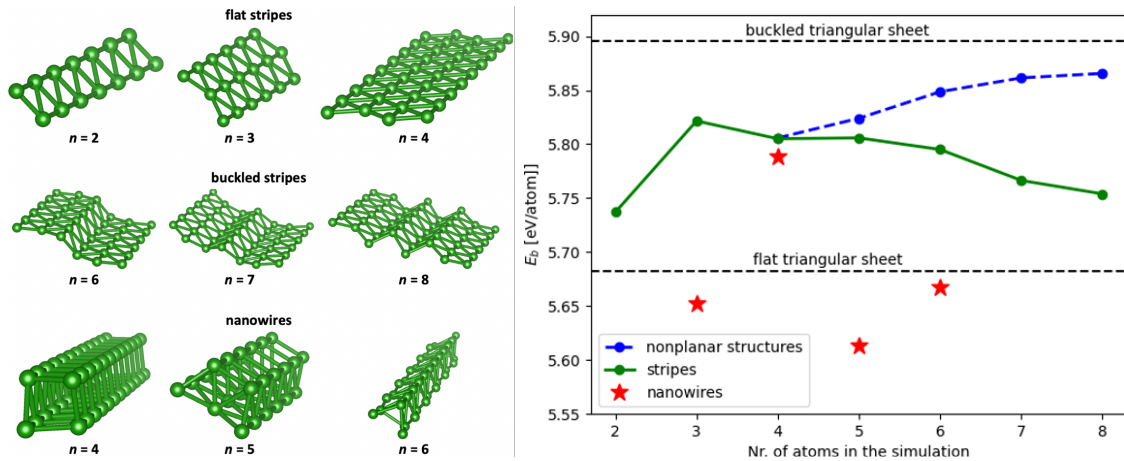 flat stripes
n = 2
n = 3
n = 4
buckled stripes
n = 6
n = 7
n = 8
nanowires
n = 4
n = 5
n = 6
E_b [eV/atom]]
5.90
5.85
5.80
5.75
5.70
5.65
5.60
5.55
buckled triangular sheet
flat triangular sheet
nonplanar structures
stripes
nanowires
2 3 4 5 6 7 8
Nr. of atoms in the simulation